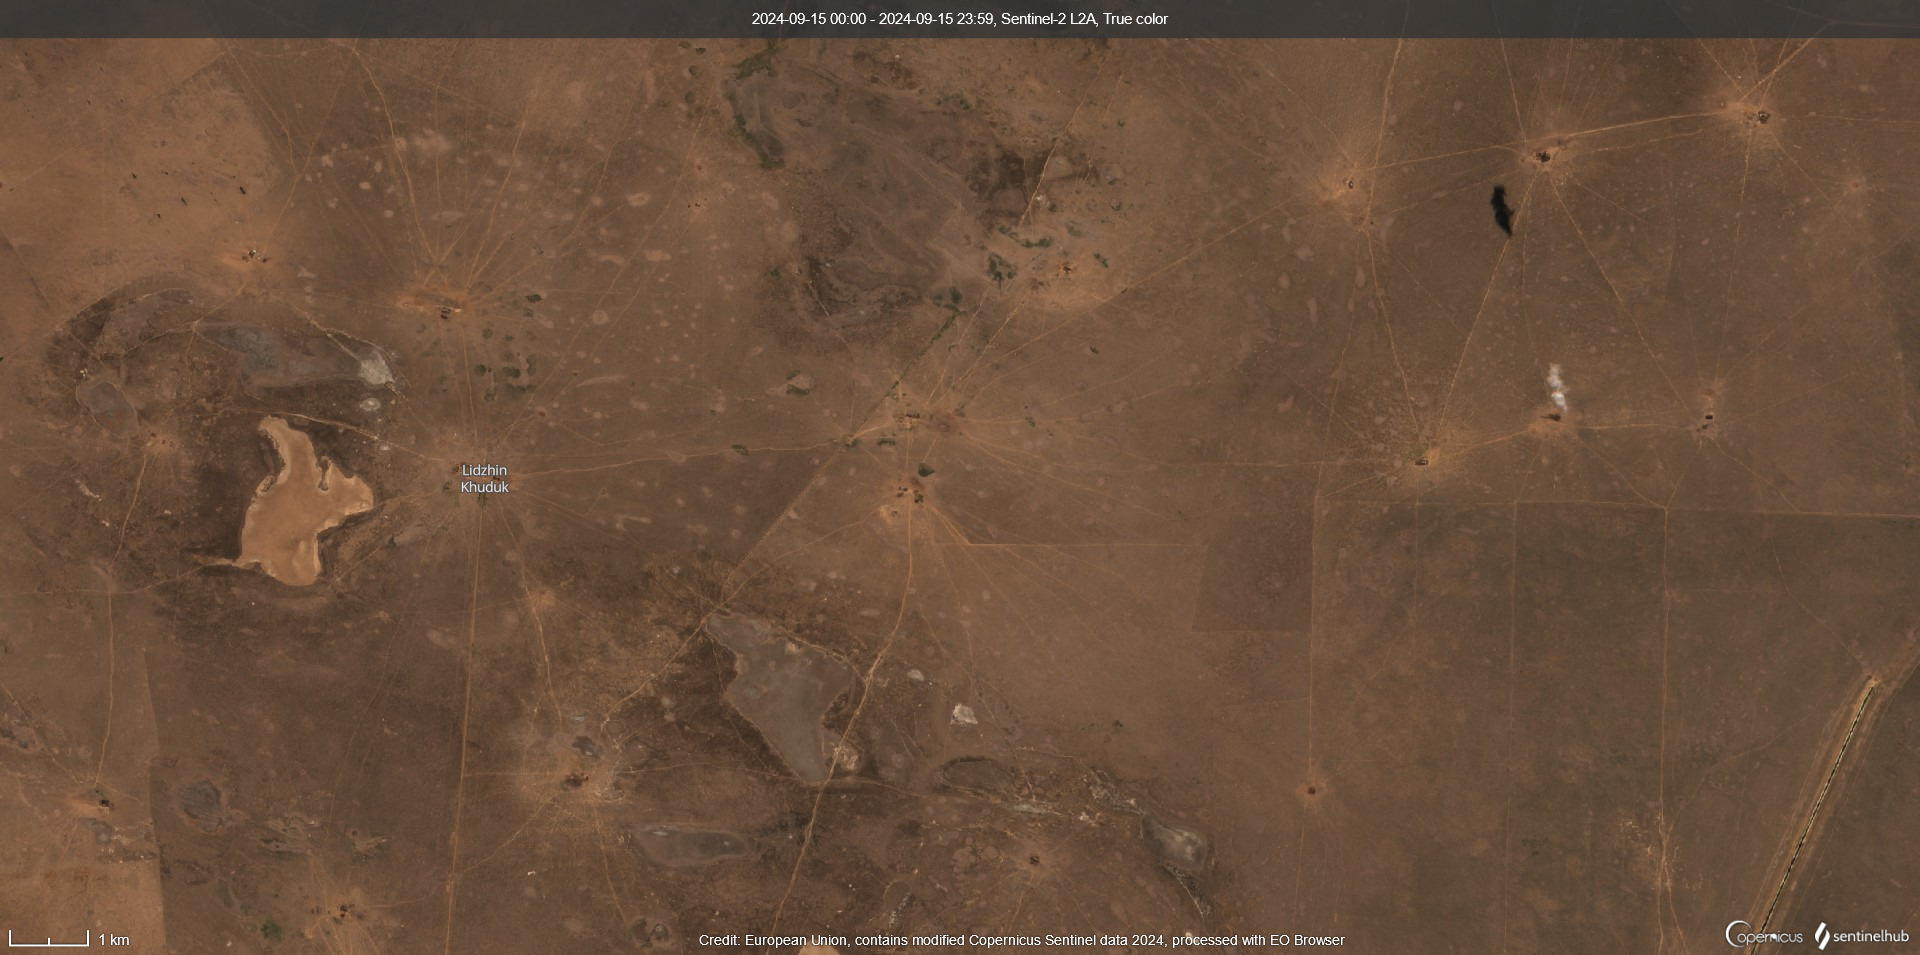 2024-09-15 00:00 - 2024-09-15 23:59, Sentinel-2 L2A, True color
Lidzhin
Khuduk
1 km
Credit: European Union, contains modified Copernicus Sentinel data 2024, processed with EO Browser
Copernicus
sentinelhub